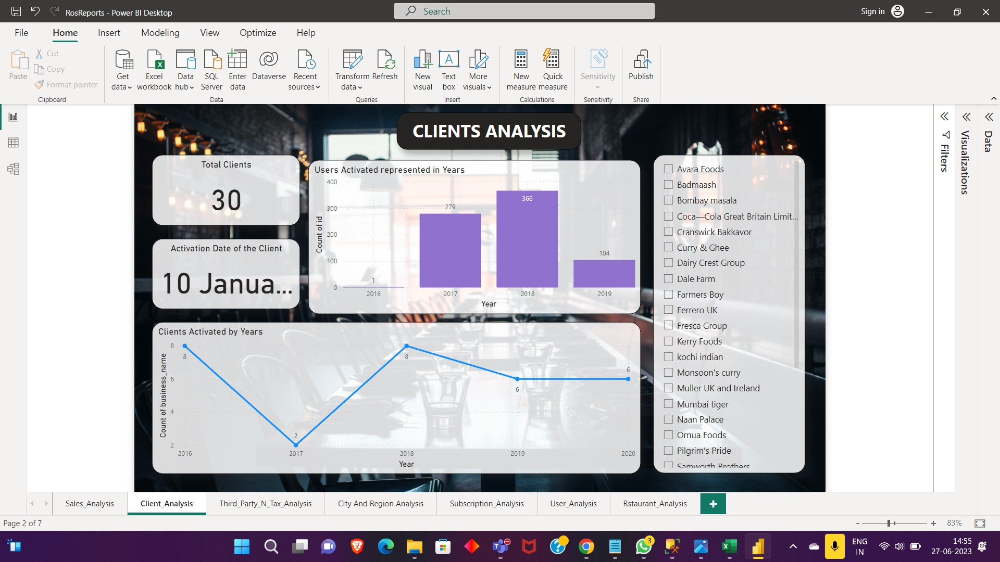 RosReports - Power BI Desktop
Search
Sign in
File
Home
Insert
Modeling
View
Optimize
Help
Paste
Cut
Copy
Format painter
Clipboard
Get data
Excel workbook
Data hub
SQL Server
Enter data
Dataverse
Recent sources
Data
Transform data
Refresh
Queries
New visual
Text box
More visuals
Insert
New measure
Quick measure
Calculations
Sensitivity
Sensitivity
Publish
Share
CLIENTS ANALYSIS
Total Clients
30
Activation Date of the Client
10 Janua...
Users Activated represented in Years
Count of id
400
300
200
100
0
1
279
366
104
2016
2017
2018
2019
Year
Clients Activated by Years
Count of business_name
8
6
4
2
8
2
8
6
6
2016
2017
2018
2019
2020
Year
Avara Foods
Badmaash
Bombay masala
Coca—Cola Great Britain Limit...
Cranswick Bakkavor
Curry & Ghee
Dairy Crest Group
Dale Farm
Farmers Boy
Ferrero UK
Fresca Group
Kerry Foods
kochi indian
Monsoon's curry
Muller UK and Ireland
Mumbai tiger
Naan Palace
Ornua Foods
Pilgrim's Pride
Samworth Brothers
Filters
Visualizations
Data
Sales_Analysis
Client_Analysis
Third_Party_N_Tax_Analysis
City And Region Analysis
Subscription_Analysis
User_Analysis
Rstaurant_Analysis
Page 2 of 7
- +
83%
3
ENG
IN
14:55
27-06-2023